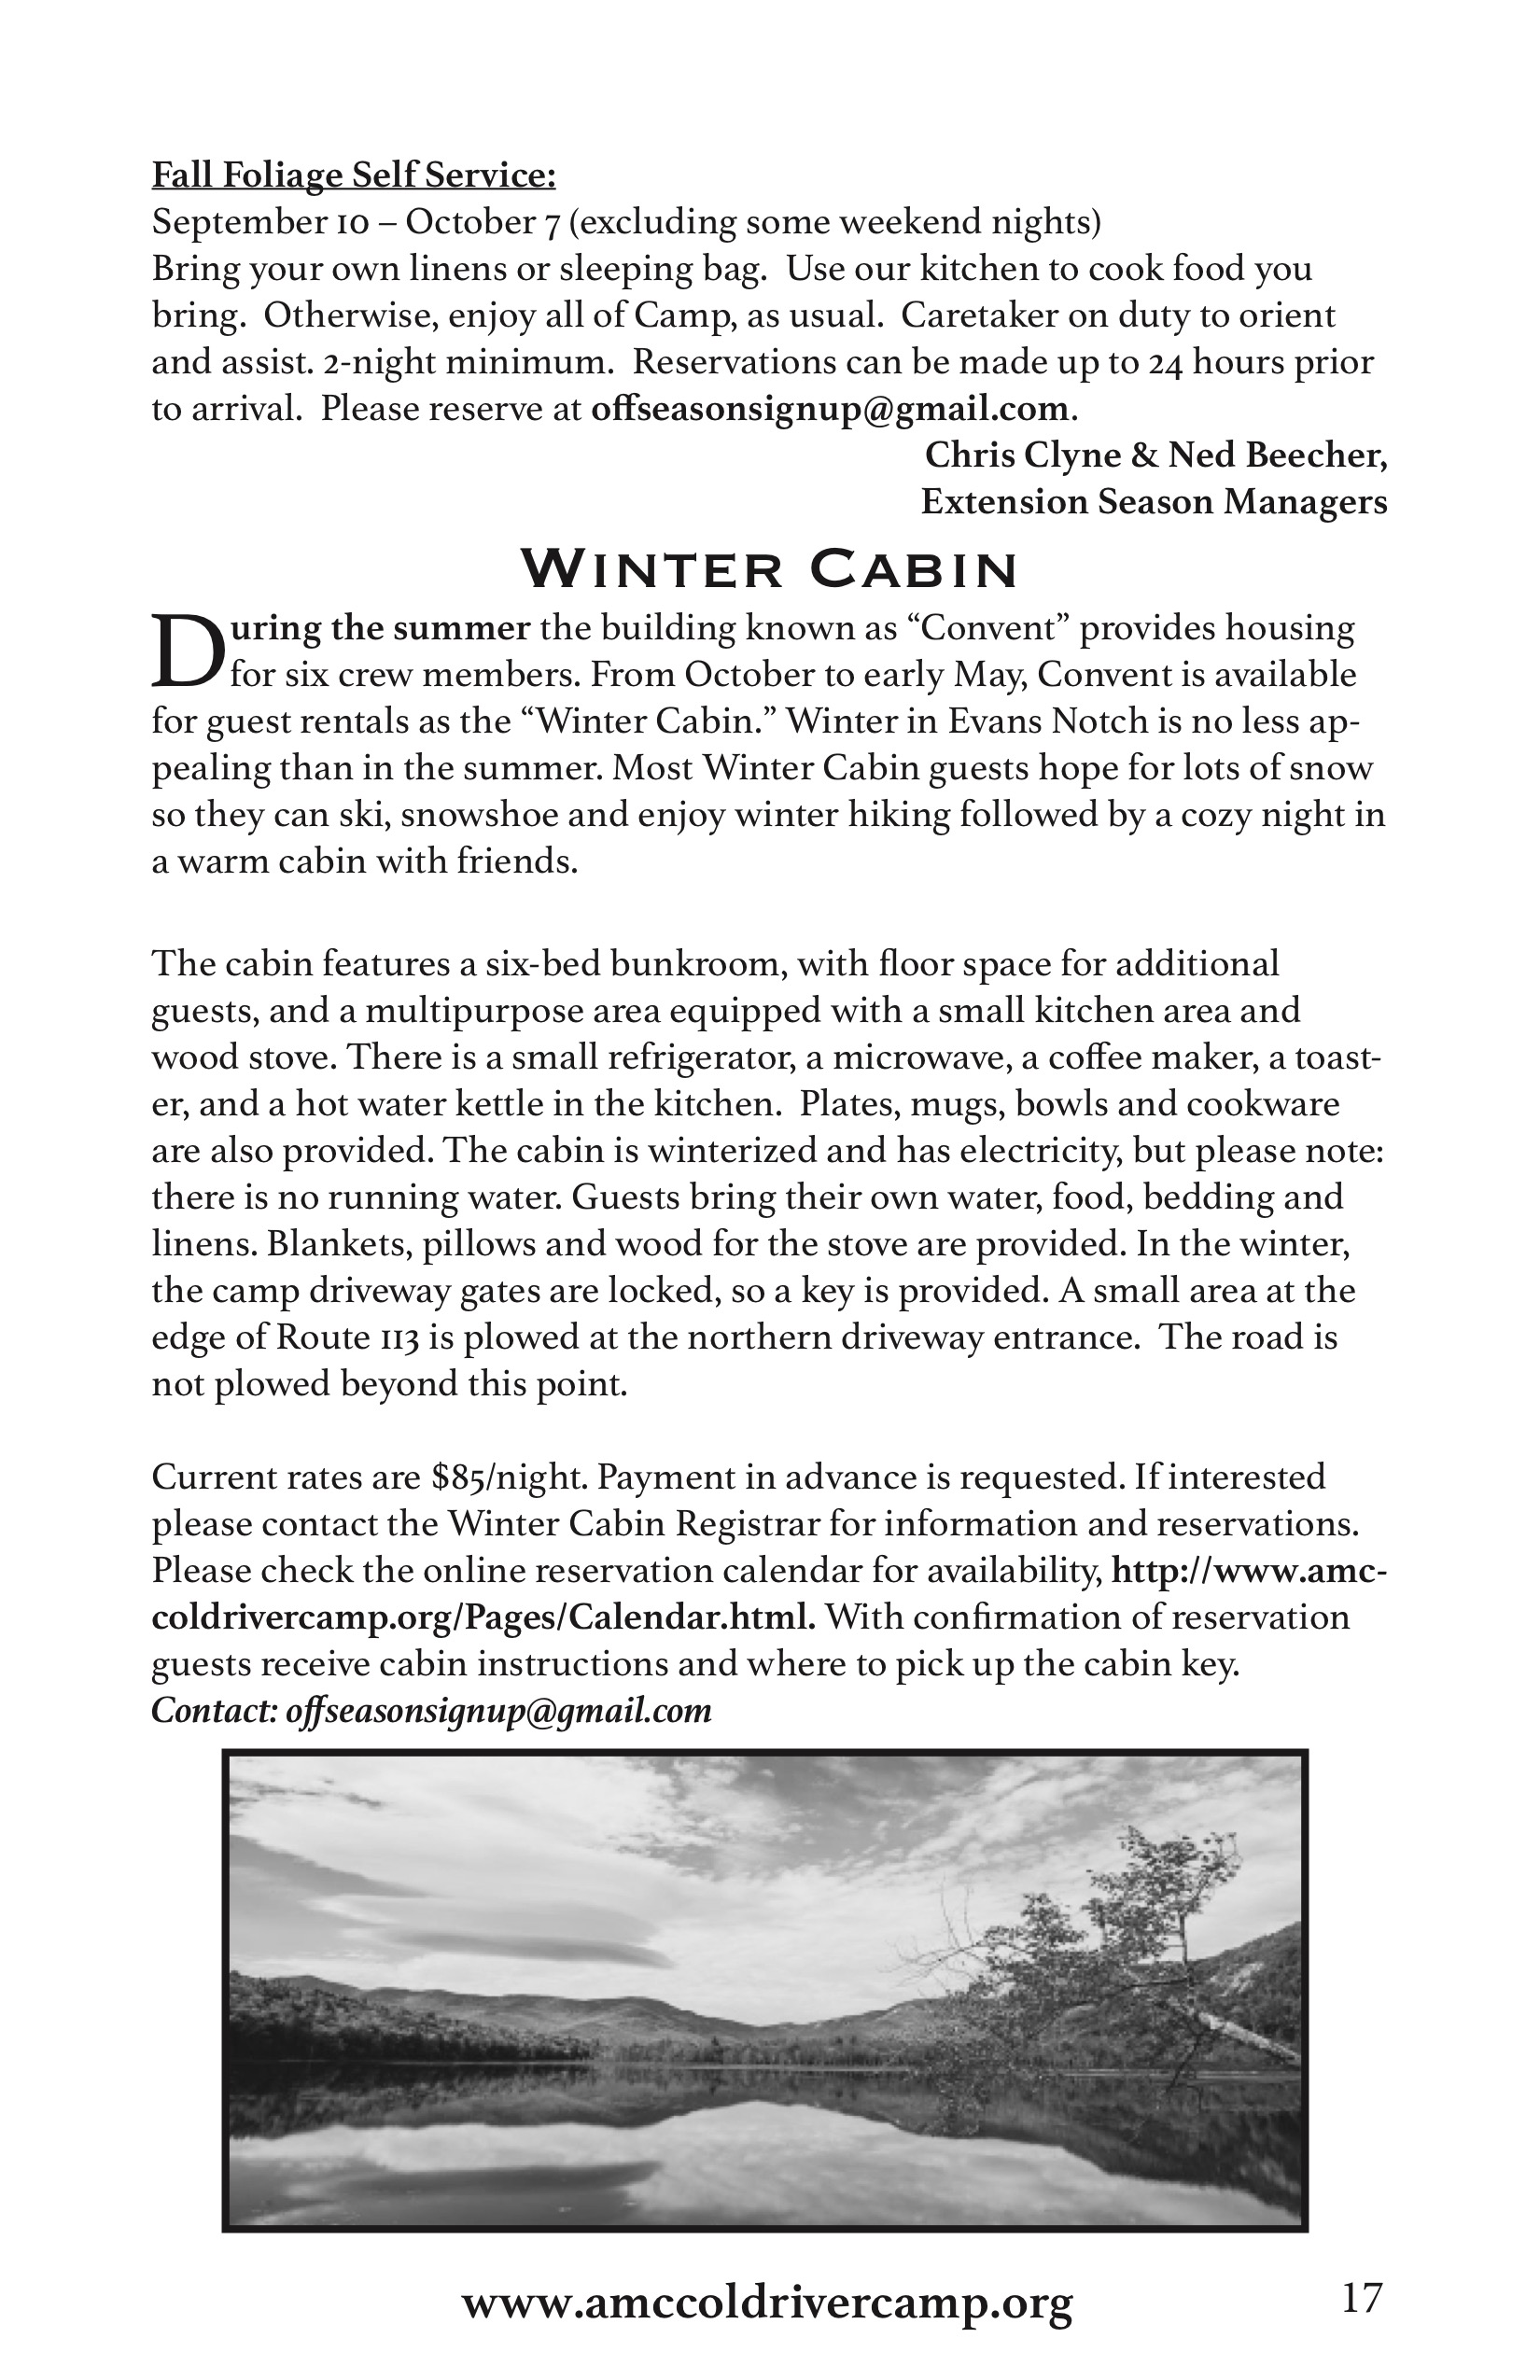 Fall Foliage Self Service:
September 10 – October 7 (excluding some weekend nights)
Bring your own linens or sleeping bag.  Use our kitchen to cook food you
bring.  Otherwise, enjoy all of Camp, as usual.  Caretaker on duty to orient
and assist. 2-night minimum.  Reservations can be made up to 24 hours prior
to arrival.  Please reserve at offseasonsignup@gmail.com.
Chris Clyne & Ned Beecher,
Extension Season Managers
Winter Cabin
During the summer the building known as “Convent” provides housing
for six crew members. From October to early May, Convent is available
for guest rentals as the “Winter Cabin.” Winter in Evans Notch is no less ap-
pealing than in the summer. Most Winter Cabin guests hope for lots of snow
so they can ski, snowshoe and enjoy winter hiking followed by a cozy night in
a warm cabin with friends.
The cabin features a six-bed bunkroom, with floor space for additional
guests, and a multipurpose area equipped with a small kitchen area and
wood stove. There is a small refrigerator, a microwave, a coffee maker, a toast-
er, and a hot water kettle in the kitchen.  Plates, mugs, bowls and cookware
are also provided. The cabin is winterized and has electricity, but please note:
there is no running water. Guests bring their own water, food, bedding and
linens. Blankets, pillows and wood for the stove are provided. In the winter,
the camp driveway gates are locked, so a key is provided. A small area at the
edge of Route 113 is plowed at the northern driveway entrance.  The road is
not plowed beyond this point.
Current rates are $85/night. Payment in advance is requested. If interested
please contact the Winter Cabin Registrar for information and reservations.
Please check the online reservation calendar for availability, http://www.amc-
coldrivercamp.org/Pages/Calendar.html. With confirmation of reservation
guests receive cabin instructions and where to pick up the cabin key.
Contact: offseasonsignup@gmail.com
www.amccoldrivercamp.org
17